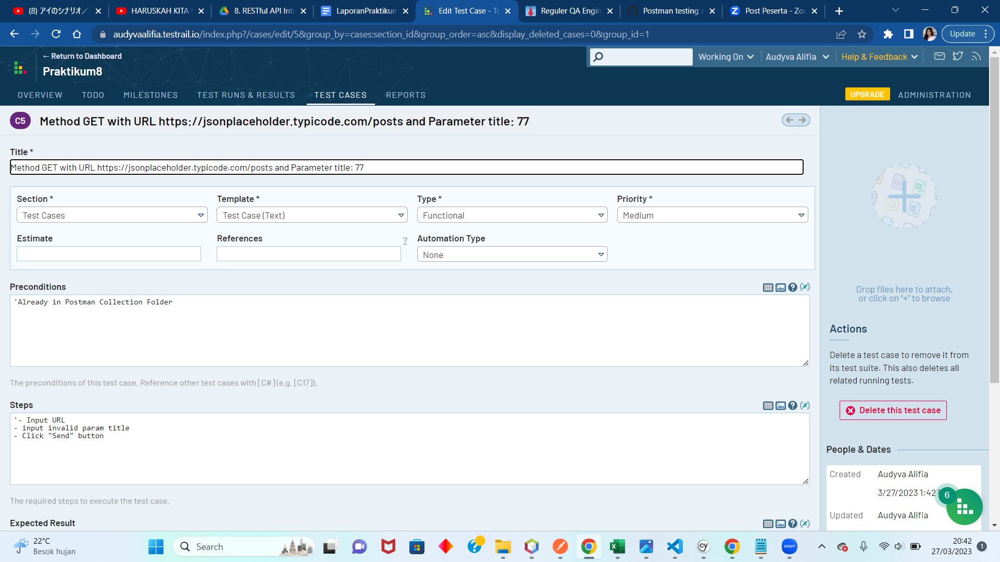 (8) アイのシナリオ／
HARUSKAH KITA
8. RESTful API Int
LaporanPraktikum
Edit Test Case - Te
Reguler QA Engin
Postman testing s
Post Peserta - Zoo
audyvaalifia.testrail.io/index.php?/cases/edit/5&group_by=cases:section_id&group_order=asc&display_deleted_cases=0&group_id=1
Update
← Return to Dashboard
Praktikum8
Working On
Audyva Alifia
Help & Feedback
OVERVIEW
TODO
MILESTONES
TEST RUNS & RESULTS
TEST CASES
REPORTS
UPGRADE
ADMINISTRATION
C5
Method GET with URL https://jsonplaceholder.typicode.com/posts and Parameter title: 77
Title *
Method GET with URL https://jsonplaceholder.typicode.com/posts and Parameter title: 77
Section *
Template *
Type *
Priority *
Test Cases
Test Case (Text)
Functional
Medium
Estimate
References
?
Automation Type
None
Preconditions
'Already in Postman Collection Folder
The preconditions of this test case. Reference other test cases with [C#] (e.g. [C17]).
Steps
'- Input URL
- input invalid param title
- Click "Send" button
The required steps to execute the test case.
Expected Result
Drop files here to attach,
or click on "+" to browse
Actions
Delete a test case to remove it from
its test suite. This also deletes all
related running tests.
Delete this test case
People & Dates
Created
Audyva Alifia
3/27/2023 1:42
6
Updated
Audyva Alifia
22°C
Besok hujan
Search
cy
zoom
20:42
27/03/2023
1